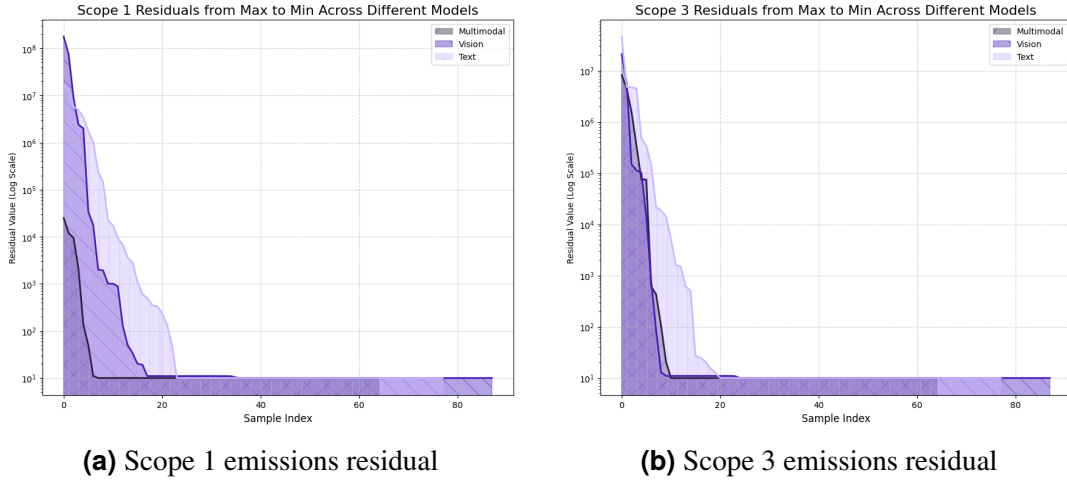 Scope 1 Residuals from Max to Min Across Different Models
Multimodal
Vision
Text
Residual Value (Log Scale)
10⁸
10⁷
10⁶
10⁵
10⁴
10³
10²
10¹
0
20
40
60
80
Sample Index
(a) Scope 1 emissions residual
Scope 3 Residuals from Max to Min Across Different Models
Multimodal
Vision
Text
Residual Value (Log Scale)
10⁷
10⁶
10⁵
10⁴
10³
10²
10¹
0
20
40
60
80
Sample Index
(b) Scope 3 emissions residual